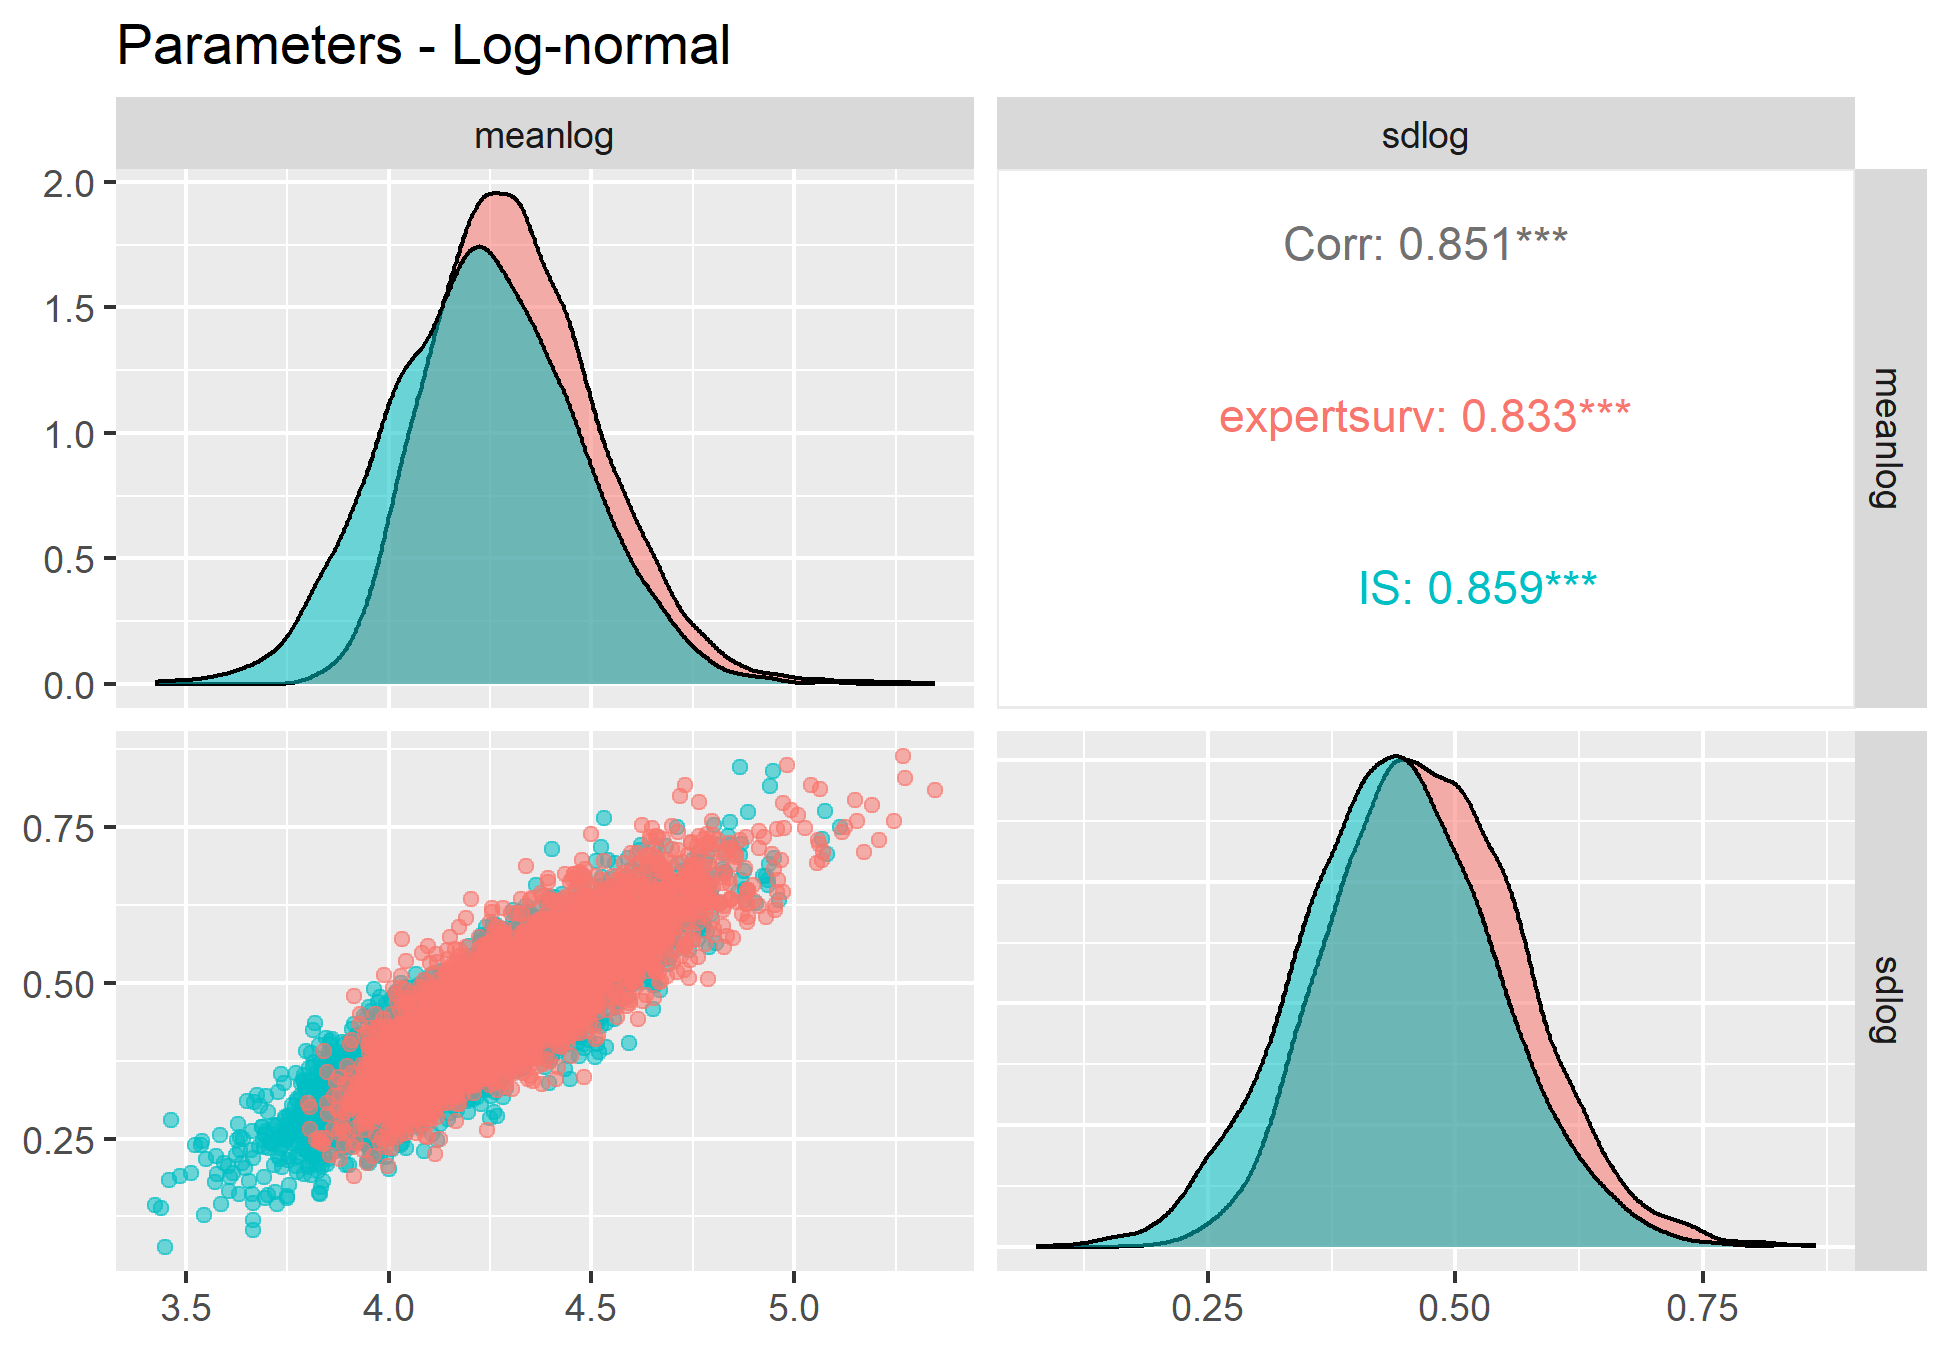 Parameters - Log-normal
meanlog
sdlog
2.0
1.5
1.0
0.5
0.0
Corr: 0.851***
expertsurv: 0.833***
IS: 0.859***
meanlog
0.75
0.50
0.25
sdlog
3.5
4.0
4.5
5.0
0.25
0.50
0.75